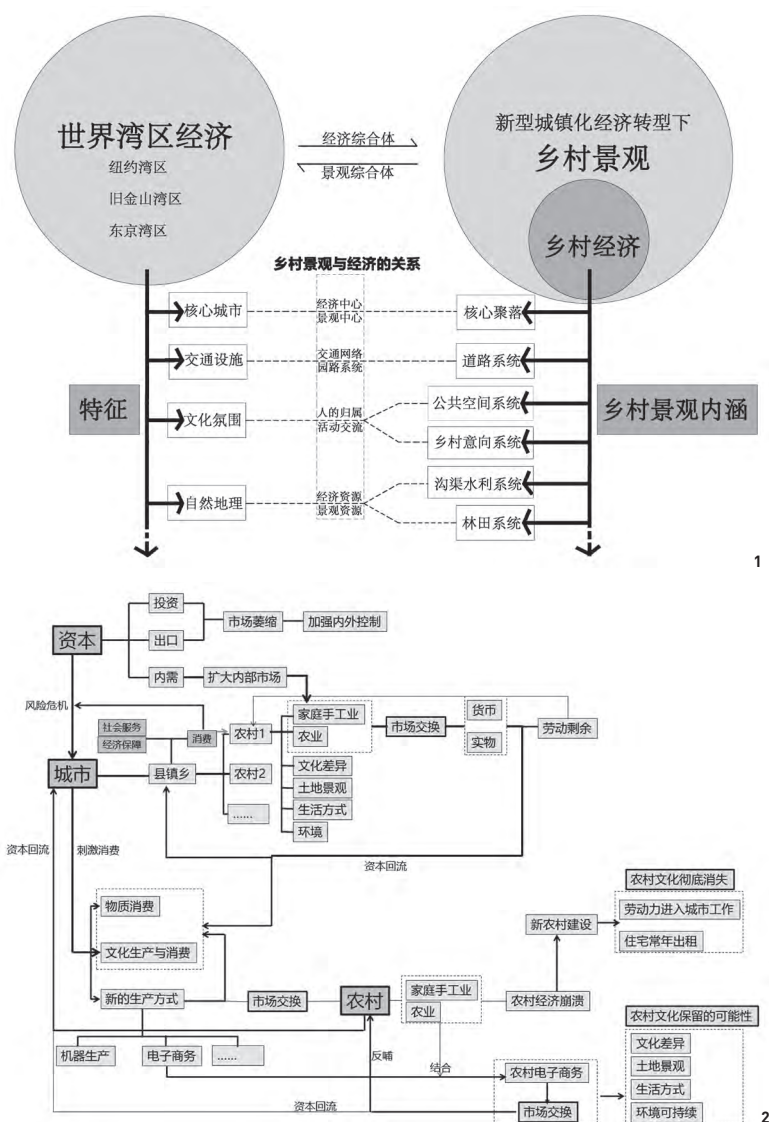 世界湾区经济
纽约湾区
旧金山湾区
东京湾区
经济综合体
景观综合体
新型城镇化经济转型下
乡村景观
乡村经济
乡村景观与经济的关系
特征
核心城市
交通设施
文化氛围
自然地理
经济中心
景观中心
交通网络
园路系统
人的归属
活动交流
经济资源
景观资源
核心聚落
道路系统
公共空间系统
乡村意向系统
沟渠水利系统
林田系统
乡村景观内涵
1
资本
投资
出口
内需
市场萎缩
加强内外控制
扩大内部市场
风险危机
社会服务
经济保障
消费
城市
县镇乡
农村1
农村2
......
家庭手工业
农业
文化差异
土地景观
生活方式
环境
市场交换
货币
实物
劳动剩余
资本回流
刺激消费
资本回流
物质消费
文化生产与消费
新的生产方式
机器生产
电子商务
......
市场交换
农村
家庭手工业
农业
农村经济崩溃
新农村建设
农村文化彻底消失
劳动力进入城市工作
住宅常年出租
反哺
结合
农村电子商务
市场交换
资本回流
农村文化保留的可能性
文化差异
土地景观
生活方式
环境可持续
2